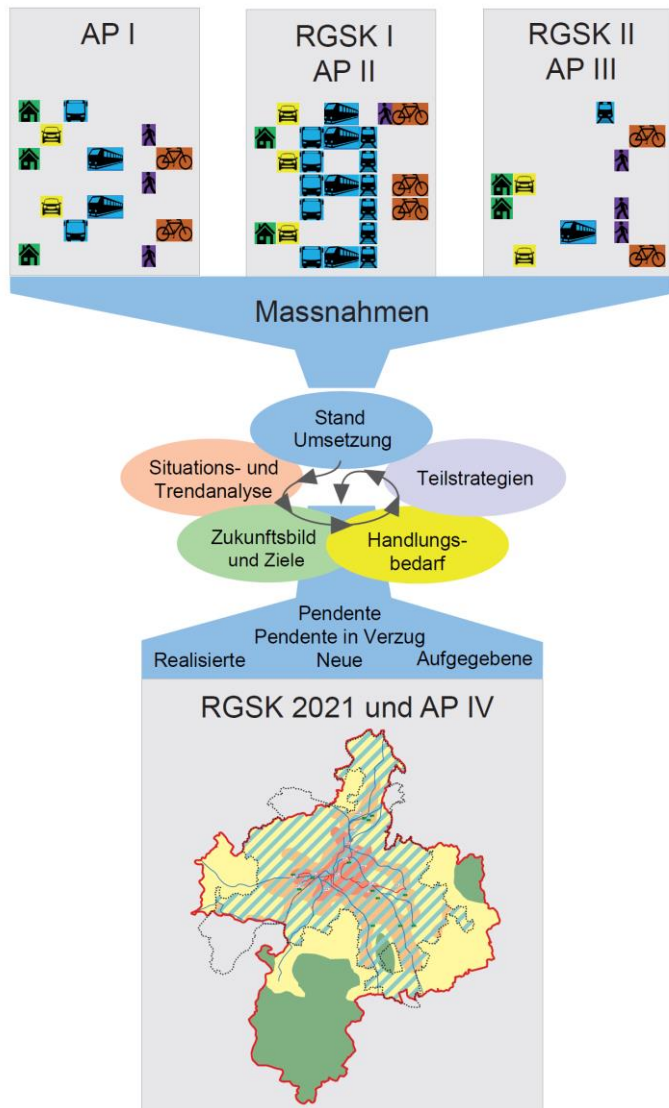 AP I
RGSK I
AP II
RGSK II
AP III
Massnahmen
Stand
Umsetzung
Situations- und
Trendanalyse
Teilstrategien
Zukunftsbild
und Ziele
Handlungs-
bedarf
Pendente
Pendente in Verzug
Realisierte
Neue
Aufgegebene
RGSK 2021 und AP IV